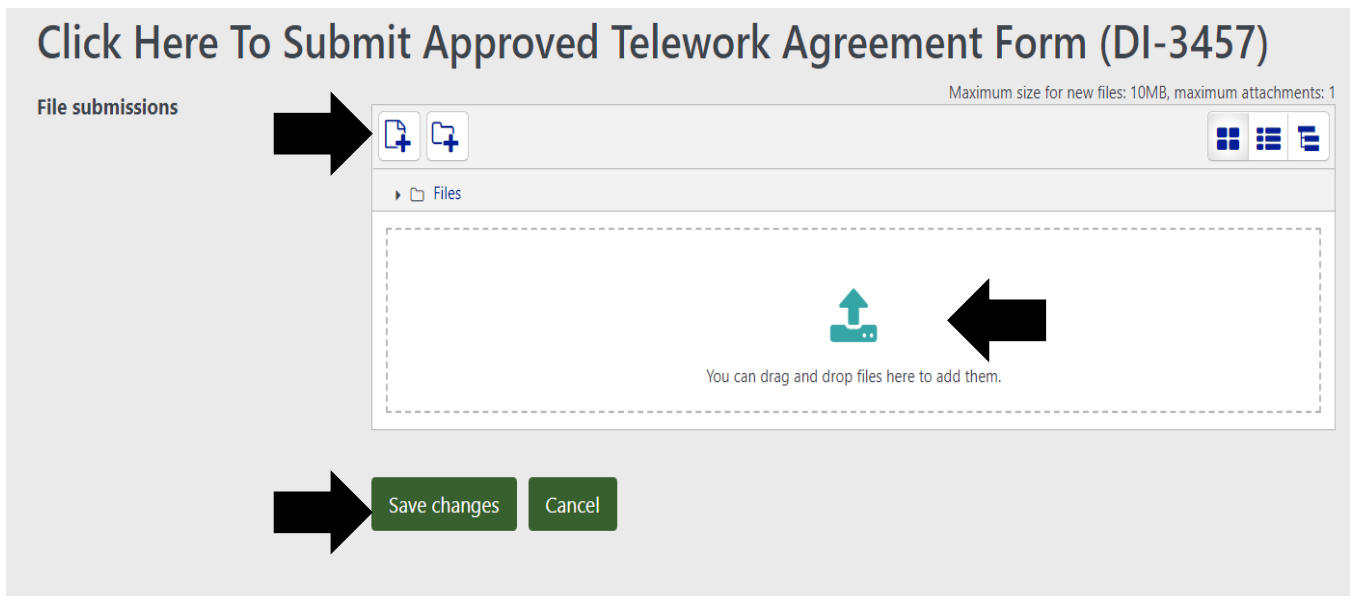 Click Here To Submit Approved Telework Agreement Form (DI-3457)
Maximum size for new files: 10MB, maximum attachments: 1
File submissions
Files
You can drag and drop files here to add them.
Save changes
Cancel